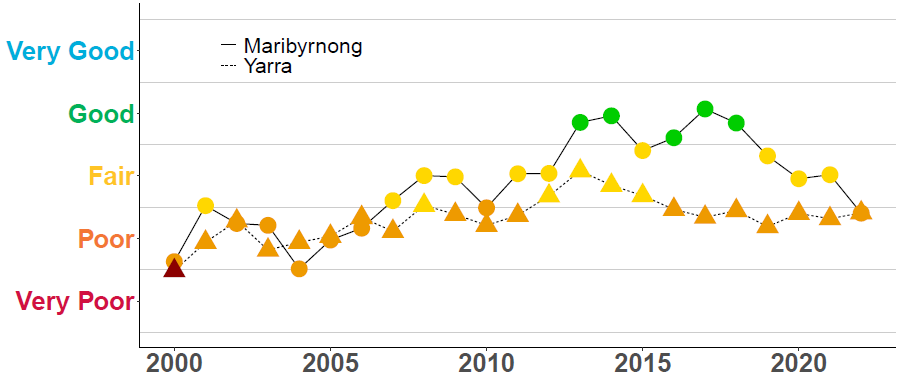 Very Good
Good
Fair
Poor
Very Poor
Maribyrnong
Yarra
2000 2005 2010 2015 2020